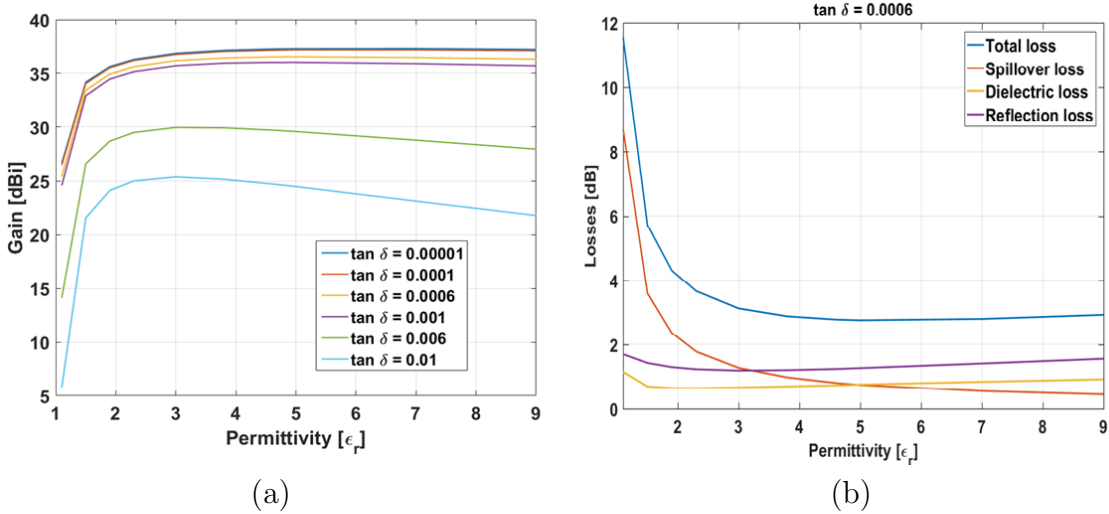 40
35
30
25
20
15
10
5
1 2 3 4 5 6 7 8 9
Gain [dBi]
Permittivity [ϵr]
tan δ = 0.00001
tan δ = 0.0001
tan δ = 0.0006
tan δ = 0.001
tan δ = 0.006
tan δ = 0.01
(a)
tan δ = 0.0006
12
10
8
6
4
2
0
2 3 4 5 6 7 8 9
Losses [dB]
Permittivity [ϵr]
Total loss
Spillover loss
Dielectric loss
Reflection loss
(b)